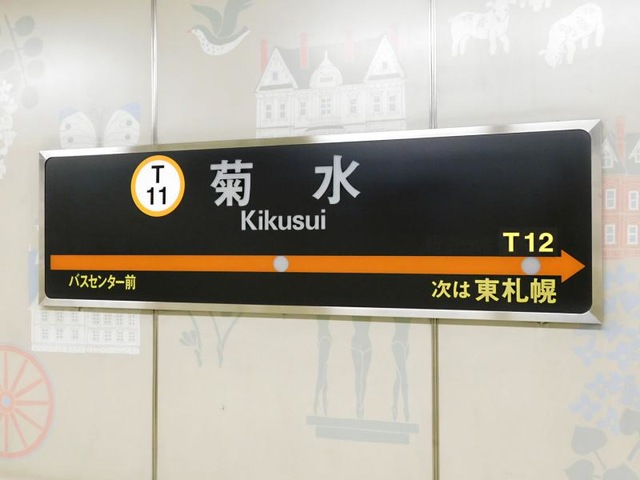 T
11
菊水
Kikusui
T12
バスセンター前
次は東札幌